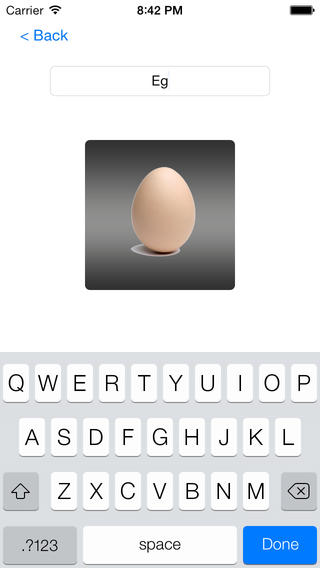 Carrier 8:42 PM
< Back
Eg
Q W E R T Y U I O P
A S D F G H J K L
Z X C V B N M
.?123 space Done